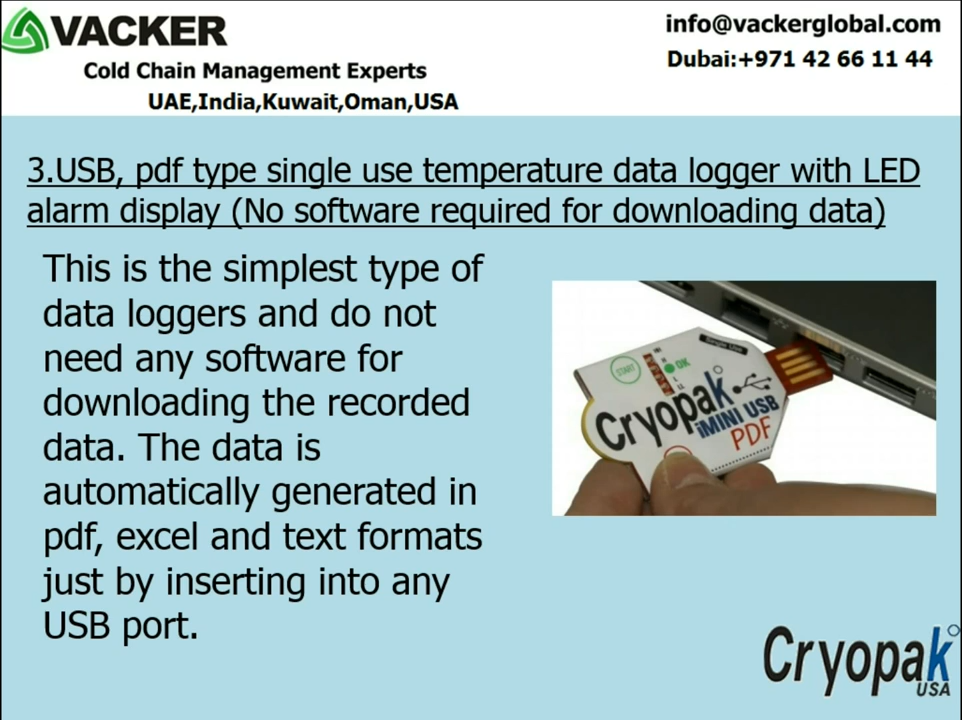 VACKER
Cold Chain Management Experts
UAE,India,Kuwait,Oman,USA
info@vackerglobal.com
Dubai:+971 42 66 11 44
3.USB, pdf type single use temperature data logger with LED
alarm display (No software required for downloading data)
This is the simplest type of
data loggers and do not
need any software for
downloading the recorded
data. The data is
automatically generated in
pdf, excel and text formats
just by inserting into any
USB port.
Single Use
START
OK
Cryopak
iMINI USB
PDF
Cryopak
USA